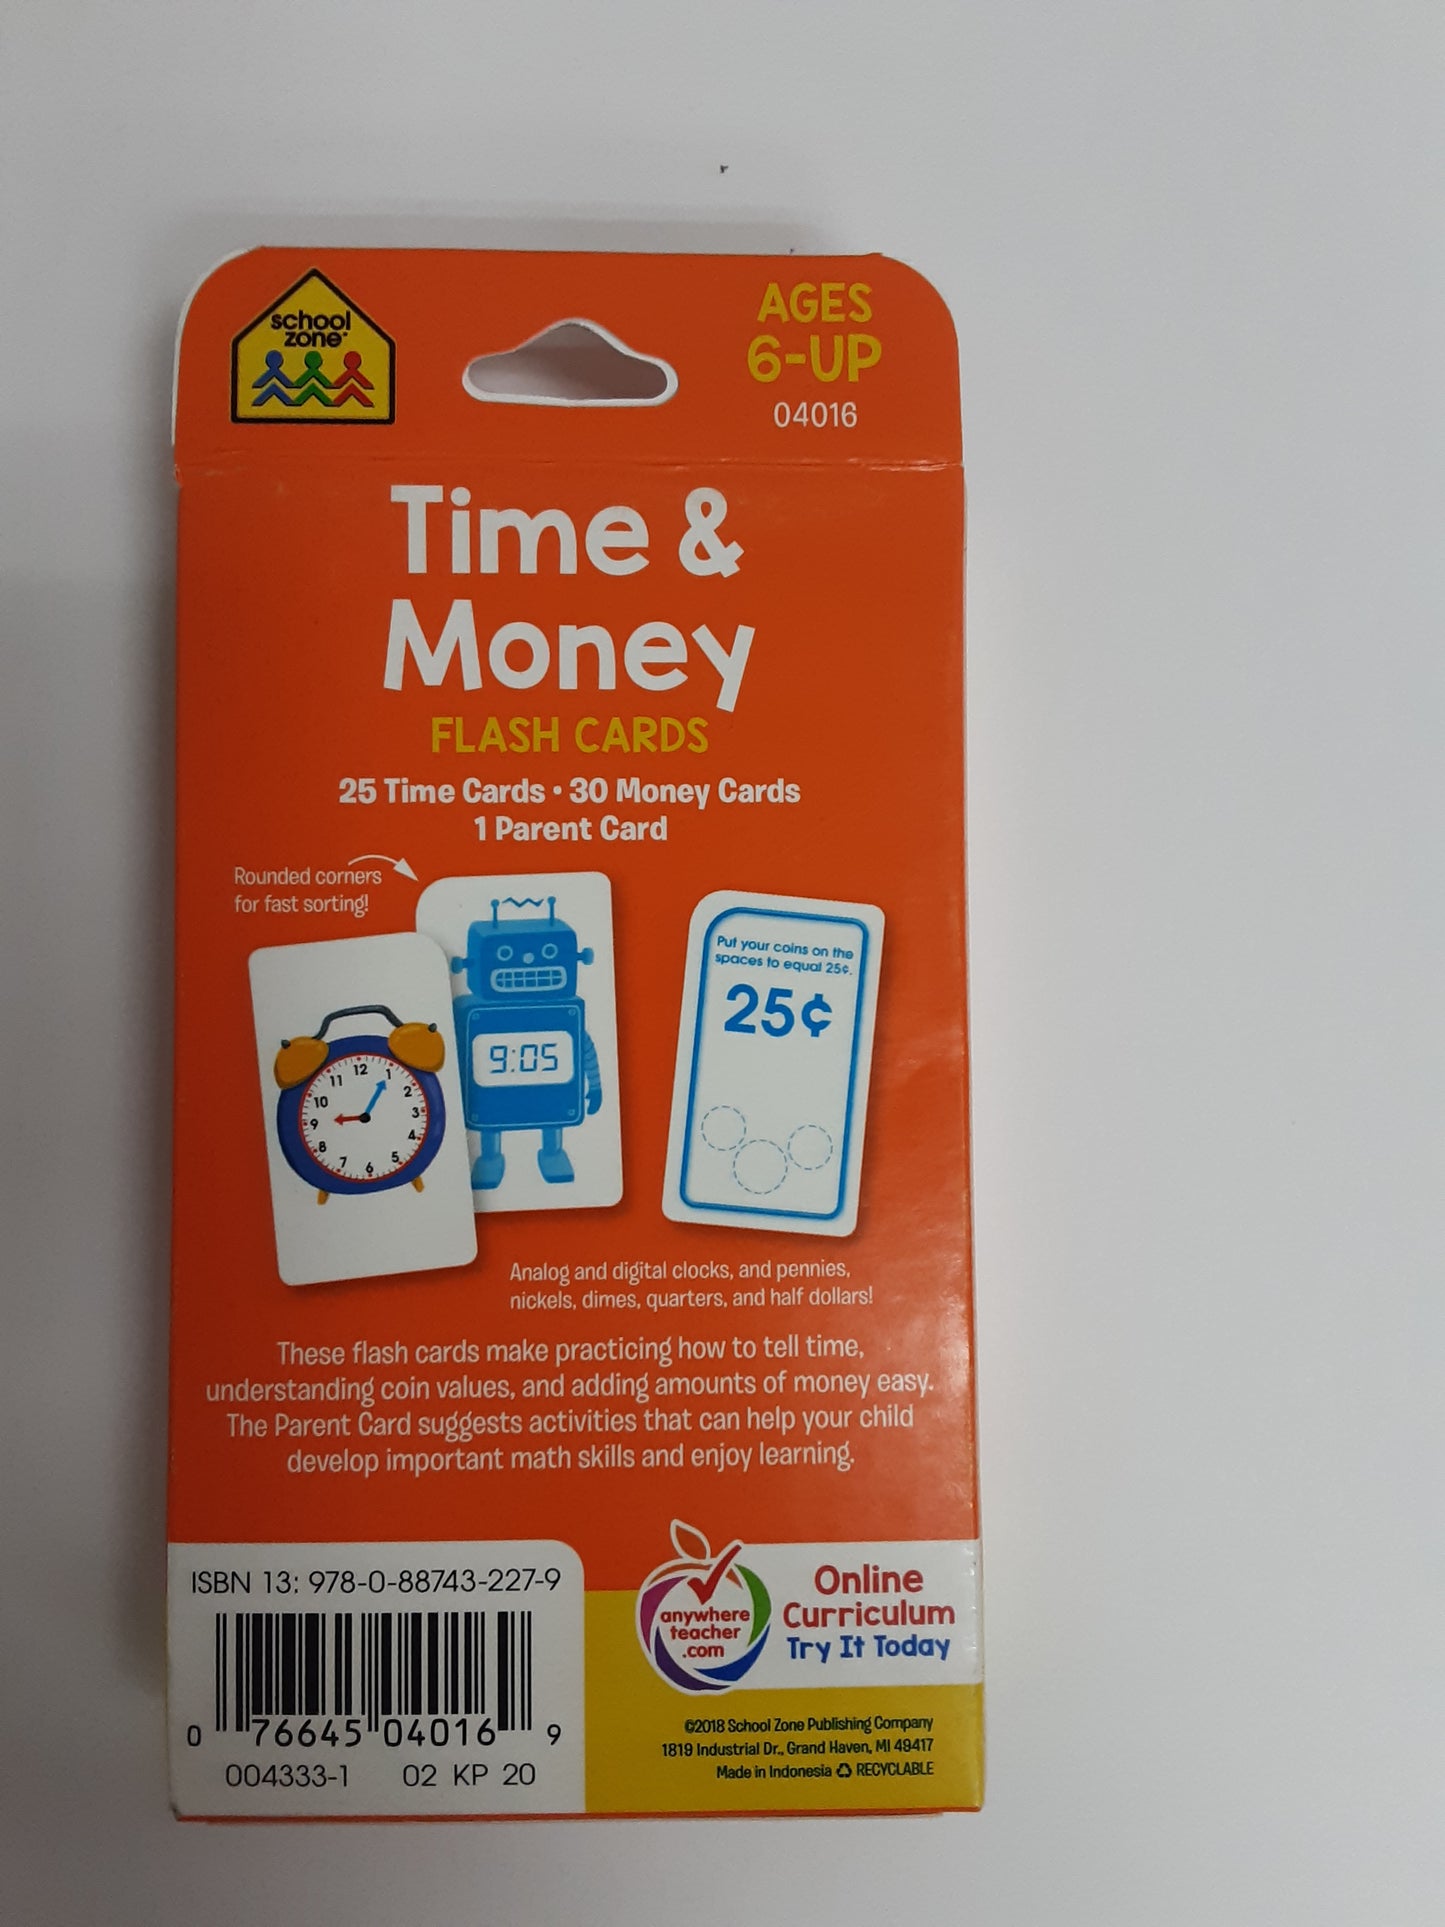 school
zone
AGES
6-UP
04016
Time &
Money
FLASH CARDS
25 Time Cards • 30 Money Cards
1 Parent Card
Rounded corners
for fast sorting!
12
1
2
3
4
5
6
7
8
9
10
11
9:05
Put your coins on the
spaces to equal 25¢.
25¢
Analog and digital clocks, and pennies,
nickels, dimes, quarters, and half dollars!
These flash cards make practicing how to tell time,
understanding coin values, and adding amounts of money easy.
The Parent Card suggests activities that can help your child
develop important math skills and enjoy learning.
ISBN 13: 978-0-88743-227-9
0 76645 04016 9
004333-1 02 KP 20
anywhere
teacher
.com
Online
Curriculum
Try It Today
©2018 School Zone Publishing Company
1819 Industrial Dr., Grand Haven, MI 49417
Made in Indonesia ♻ RECYCLABLE